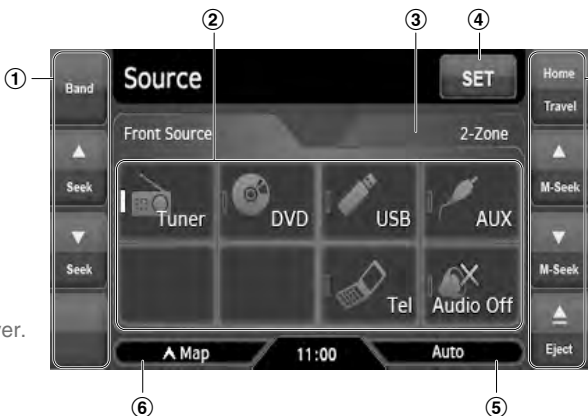 ② ③ ④
①
Band
Source
SET
Home
Travel
Front Source
2-Zone
Seek
M-Seek
Tuner
DVD
USB
AUX
Seek
M-Seek
Tel
Audio Off
ver.
Map
11:00
Auto
Eject
⑥ ⑤